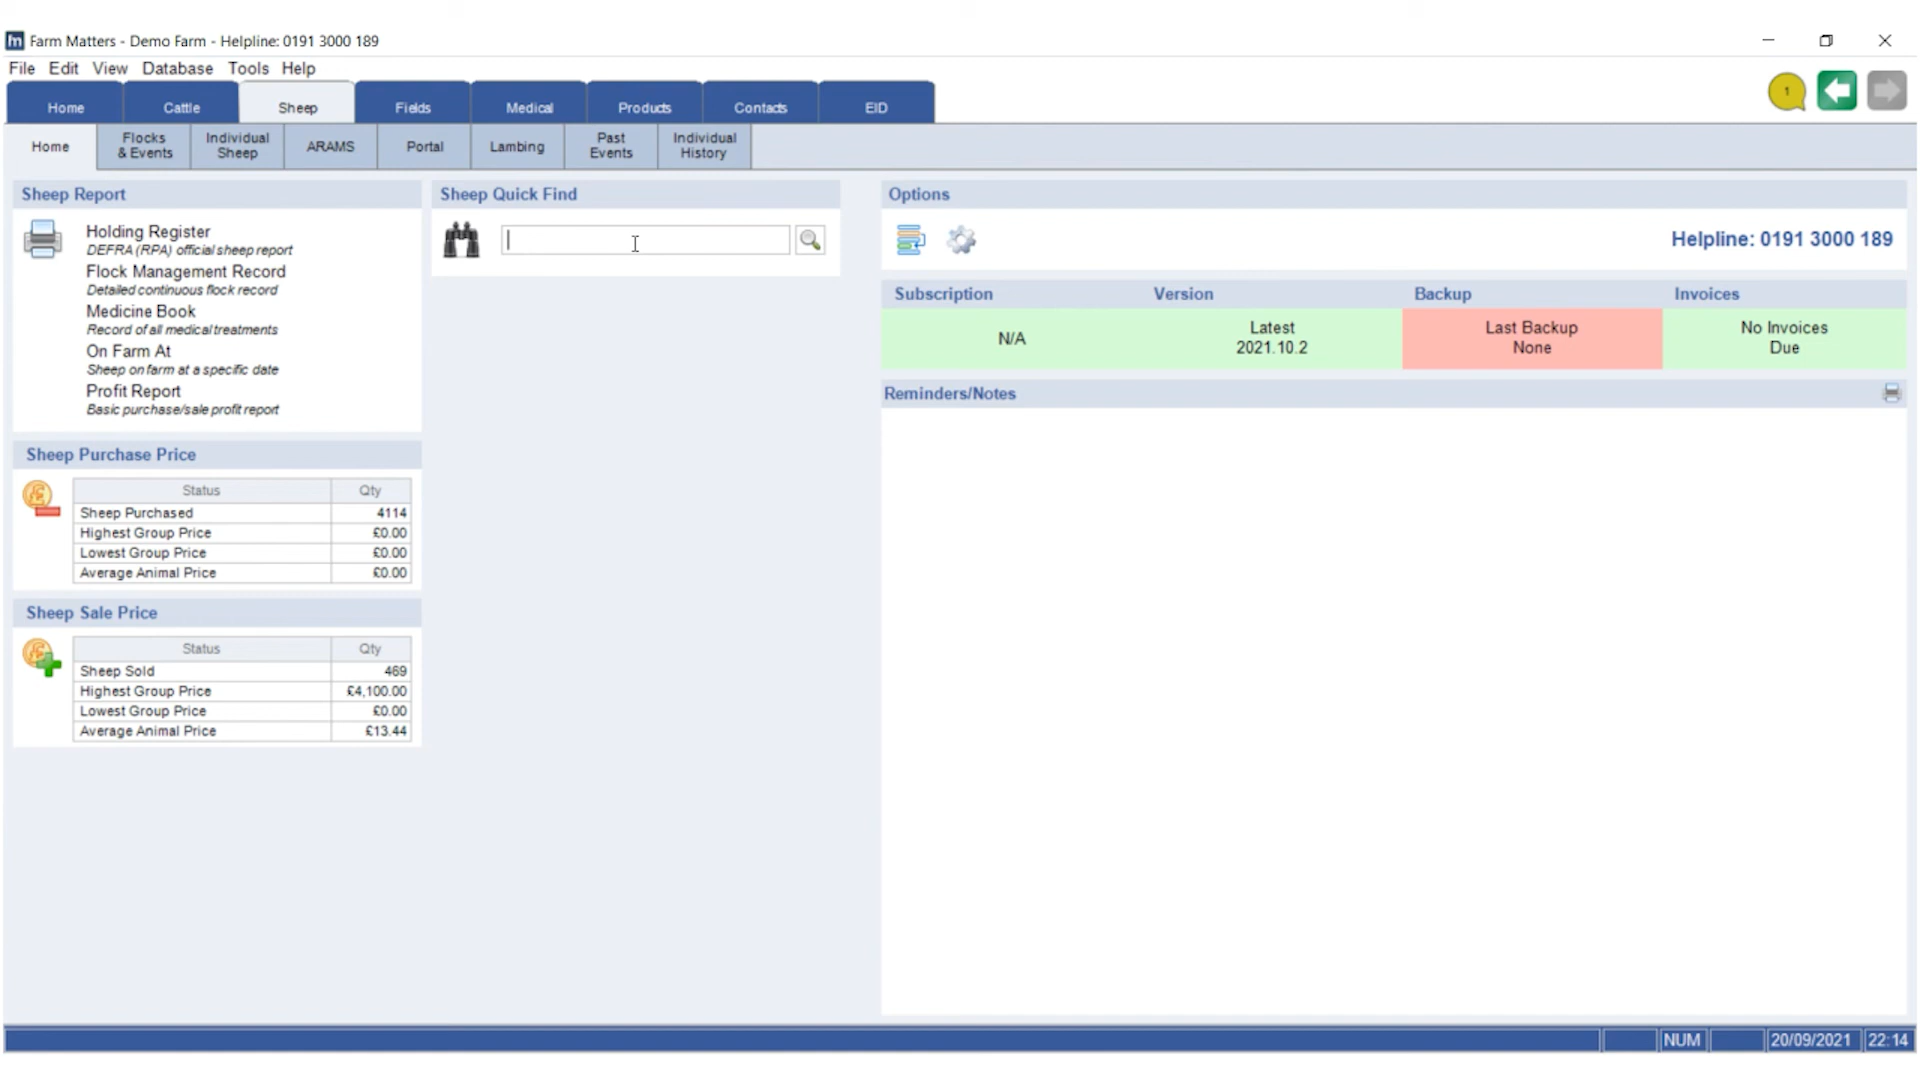 Farm Matters - Demo Farm - Helpline: 0191 3000 189
File Edit View Database Tools Help
Home Cattle Sheep Fields Medical Products Contacts EID
1
Home Flocks & Events Individual Sheep ARAMS Portal Lambing Past Events Individual History
Sheep Report
Holding Register
DEFRA (RPA) official sheep report
Flock Management Record
Detailed continuous flock record
Medicine Book
Record of all medical treatments
On Farm At
Sheep on farm at a specific date
Profit Report
Basic purchase/sale profit report
Sheep Purchase Price
Status Qty
Sheep Purchased 4114
Highest Group Price £0.00
Lowest Group Price £0.00
Average Animal Price £0.00
Sheep Sale Price
Status Qty
Sheep Sold 469
Highest Group Price £4,100.00
Lowest Group Price £0.00
Average Animal Price £13.44
Sheep Quick Find
Options
Helpline: 0191 3000 189
Subscription Version Backup Invoices
N/A
Latest
2021.10.2
Last Backup
None
No Invoices
Due
Reminders/Notes
NUM 20/09/2021 22:14